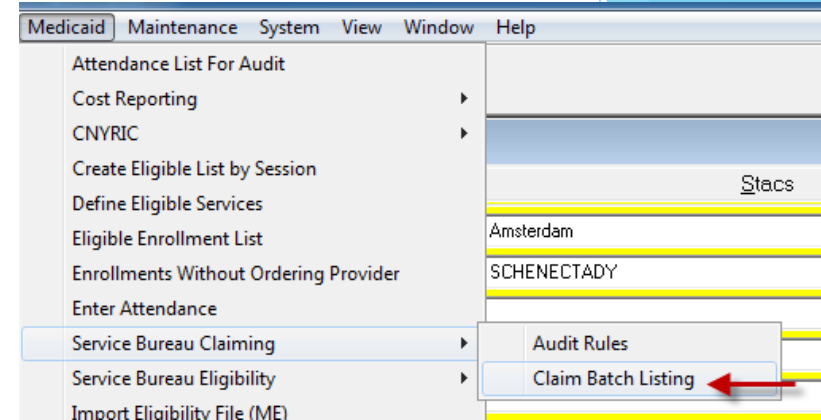 Medicaid Maintenance System View Window Help
Attendance List For Audit
Cost Reporting
CNYRIC
Create Eligible List by Session
Stacs
Define Eligible Services
Eligible Enrollment List
Amsterdam
Enrollments Without Ordering Provider
SCHENECTADY
Enter Attendance
Service Bureau Claiming
Audit Rules
Service Bureau Eligibility
Claim Batch Listing
Import Eligibility File (ME)